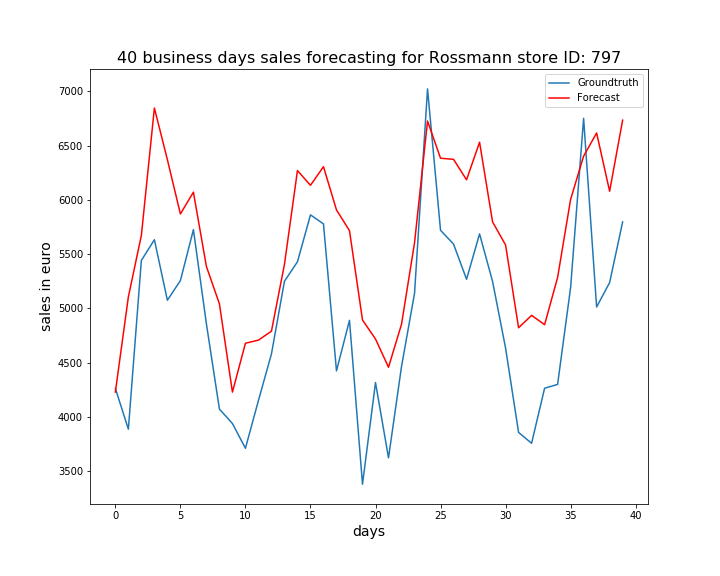 40 business days sales forecasting for Rossmann store ID: 797
Groundtruth
Forecast
sales in euro
7000
6500
6000
5500
5000
4500
4000
3500
0 5 10 15 20 25 30 35 40
days